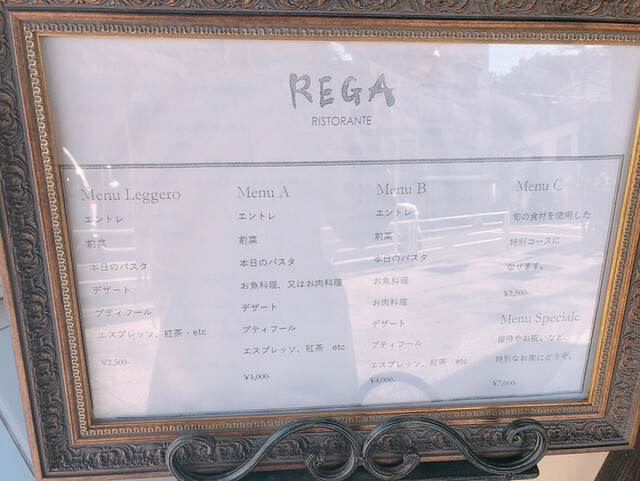 REGA
RISTORANTE
Menu Leggero
エントレ
前菜
本日のパスタ
デザート
プティフール
エスプレッソ、紅茶・etc
¥2,500-
Menu A
エントレ
前菜
本日のパスタ
お魚料理、又はお肉料理
デザート
プティフール
エスプレッソ、紅茶 etc
¥3,000-
Menu B
エントレ
前菜
本日のパスタ
お魚料理
お肉料理
デザート
プティフール
エスプレッソ、紅茶 etc
¥4,000-
Menu C
旬の食材を使用した
特別コースに
なります。
¥5,500-
Menu Speciale
接待やお祝いなど、
特別なお席にどうぞ。
¥7,000-